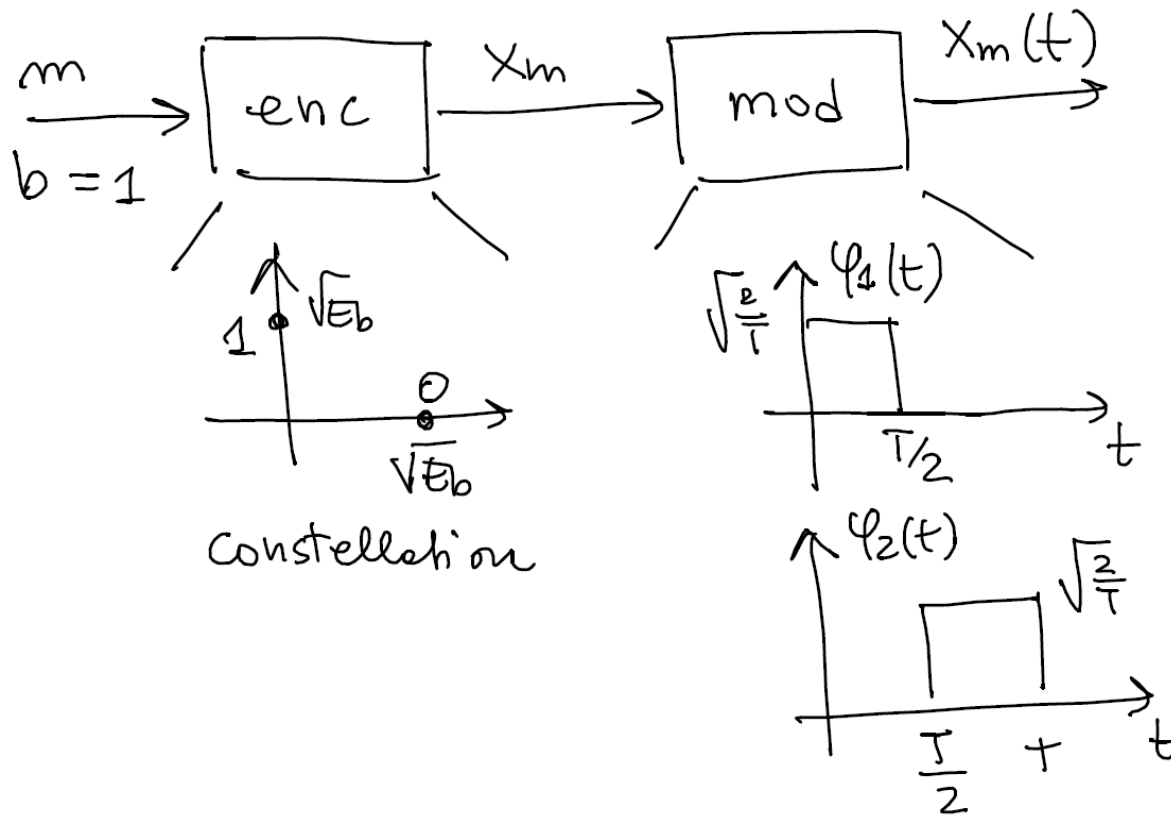 m
b = 1
enc
Xm
mod
Xm(t)
√Eb
1
0
√Eb
constellation
φ1(t)
√2/T
T/2
t
φ2(t)
√2/T
T/2
T
t